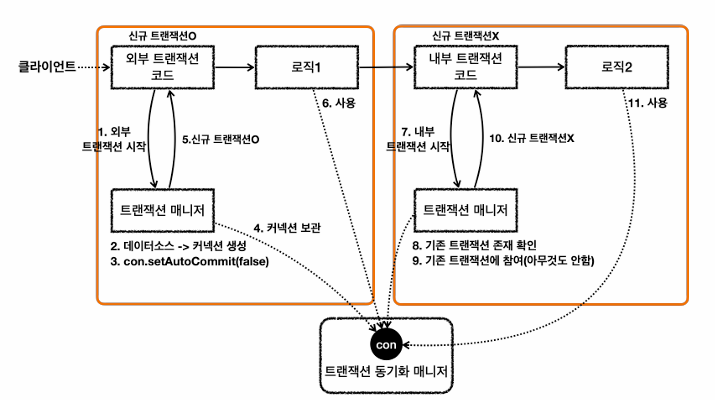 신규 트랜잭션O
신규 트랜잭션X
클라이언트
외부 트랜잭션
코드
로직1
내부 트랜잭션
코드
로직2
6. 사용
11. 사용
1. 외부
트랜잭션 시작
5.신규 트랜잭션O
7. 내부
트랜잭션 시작
10. 신규 트랜잭션X
트랜잭션 매니저
트랜잭션 매니저
4. 커넥션 보관
2. 데이터소스 -> 커넥션 생성
3. con.setAutoCommit(false)
8. 기존 트랜잭션 존재 확인
9. 기존 트랜잭션에 참여(아무것도 안함)
con
트랜잭션 동기화 매니저